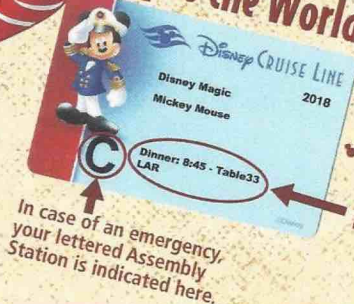 the World
Disney CRUISE LINE
Disney Magic 2018
Mickey Mouse
C
Dinner: 8:45 - Table33
LAR
©Disney
In case of an emergency,
your lettered Assembly
Station is indicated here.